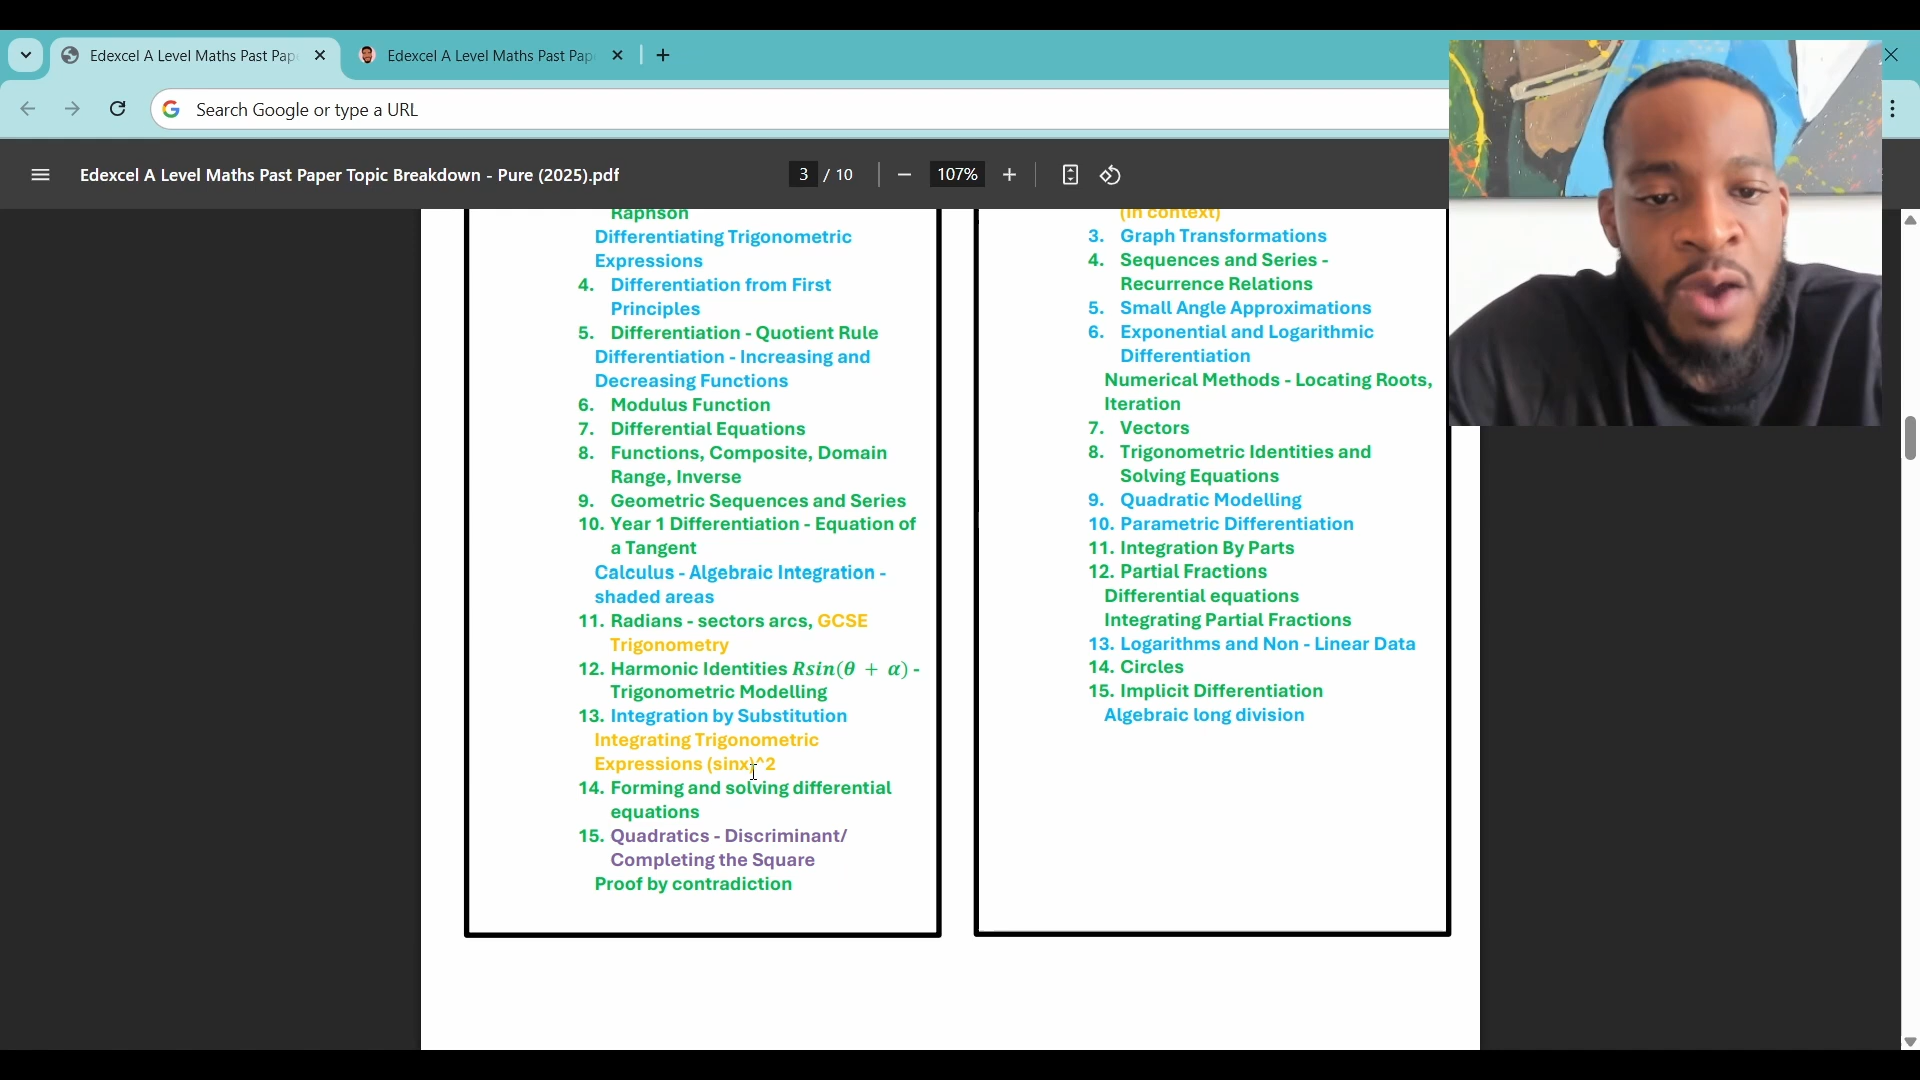 Edexcel A Level Maths Past Pap
Edexcel A Level Maths Past Pap
Search Google or type a URL
Edexcel A Level Maths Past Paper Topic Breakdown - Pure (2025).pdf
3 / 10
107%
Raphson
Differentiating Trigonometric
Expressions
4. Differentiation from First
Principles
5. Differentiation - Quotient Rule
Differentiation - Increasing and
Decreasing Functions
6. Modulus Function
7. Differential Equations
8. Functions, Composite, Domain
Range, Inverse
9. Geometric Sequences and Series
10. Year 1 Differentiation - Equation of
a Tangent
Calculus - Algebraic Integration -
shaded areas
11. Radians - sectors arcs, GCSE
Trigonometry
12. Harmonic Identities Rsin(θ + α) -
Trigonometric Modelling
13. Integration by Substitution
Integrating Trigonometric
Expressions (sinx)^2
14. Forming and solving differential
equations
15. Quadratics - Discriminant/
Completing the Square
Proof by contradiction
(in context)
3. Graph Transformations
4. Sequences and Series -
Recurrence Relations
5. Small Angle Approximations
6. Exponential and Logarithmic
Differentiation
Numerical Methods - Locating Roots,
Iteration
7. Vectors
8. Trigonometric Identities and
Solving Equations
9. Quadratic Modelling
10. Parametric Differentiation
11. Integration By Parts
12. Partial Fractions
Differential equations
Integrating Partial Fractions
13. Logarithms and Non - Linear Data
14. Circles
15. Implicit Differentiation
Algebraic long division